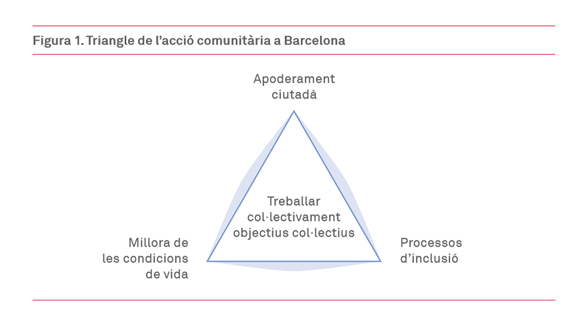 Figura 1. Triangle de l’acció comunitària a Barcelona
Apoderament
ciutadà
Treballar
col·lectivament
objectius col·lectius
Millora de
les condicions
de vida
Processos
d’inclusió